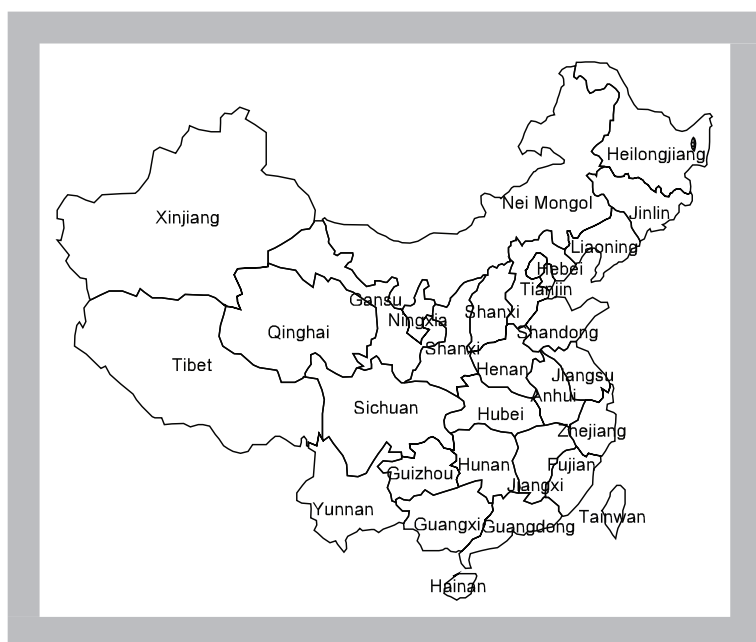 Heilongjiang
Nei Mongol
Jinlin
Xinjiang
Liaoning
Hebei
Tianjin
Gansu
Shanxi
Ningxia
Qinghai
Shandong
Shanxi
Tibet
Henan
Jiangsu
Anhui
Sichuan
Hubei
Zhejiang
Hunan
Fujian
Guizhou
Jiangxi
Yunnan
Tainwan
Guangxi
Guangdong
Hainan